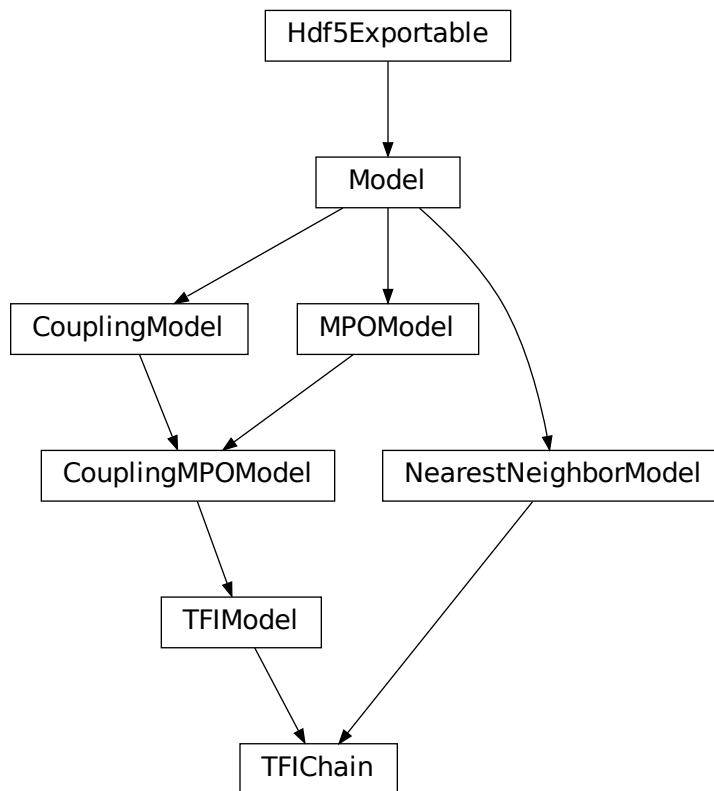 Hdf5Exportable
Model
CouplingModel
MPOModel
CouplingMPOModel
NearestNeighborModel
TFIModel
TFIChain